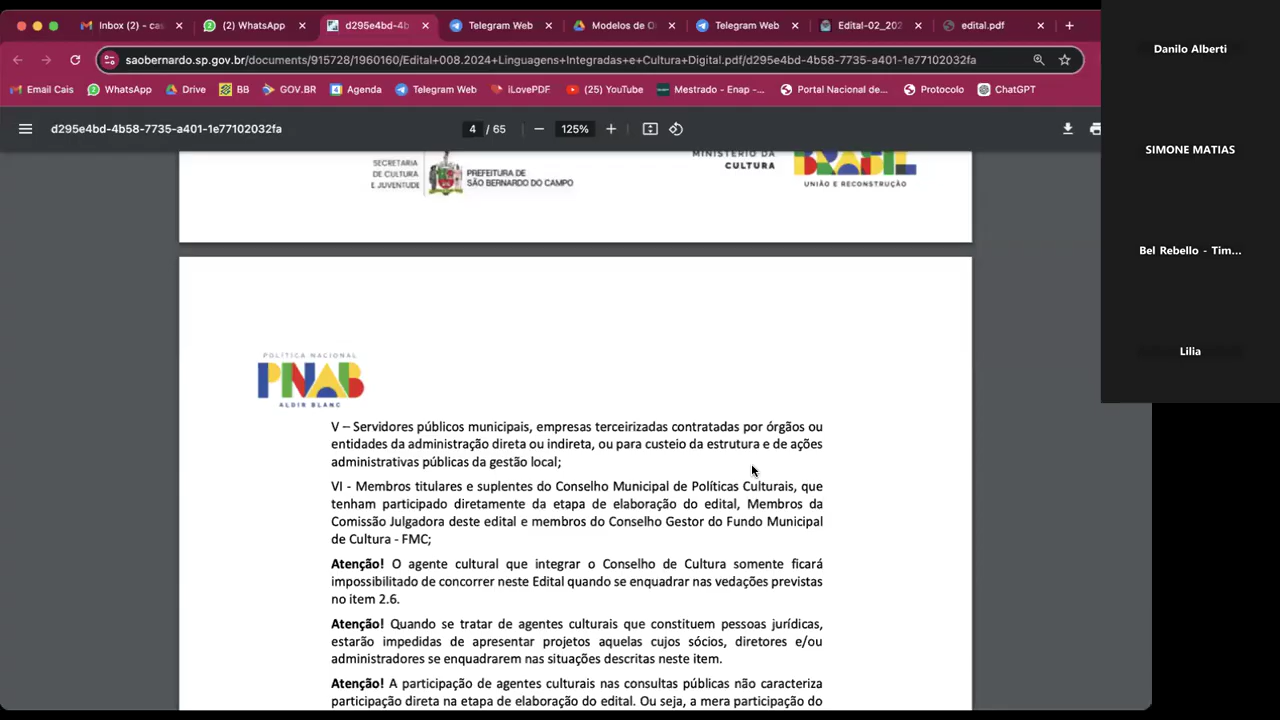 Inbox (2) - cas
(2) WhatsApp
d295e4bd-4b
Telegram Web
Modelos de O
Telegram Web
Edital-02_202
edital.pdf
saobernardo.sp.gov.br/documents/915728/1960160/Edital+008.2024+Linguagens+Integradas+e+Cultura+Digital.pdf/d295e4bd-4b58-7735-a401-1e77102032fa
Email Cais
WhatsApp
Drive
BB
GOV.BR
Agenda
Telegram Web
iLovePDF
(25) YouTube
Mestrado - Enap -...
Portal Nacional de...
Protocolo
ChatGPT
d295e4bd-4b58-7735-a401-1e77102032fa
4 / 65
125%
SECRETARIA
DE CULTURA
E JUVENTUDE
PREFEITURA DE
SÃO BERNARDO DO CAMPO
MINISTÉRIO DA
CULTURA
BRASIL
UNIÃO E RECONSTRUÇÃO
POLÍTICA NACIONAL
PNAB
ALDIR BLANC
V – Servidores públicos municipais, empresas terceirizadas contratadas por órgãos ou
entidades da administração direta ou indireta, ou para custeio da estrutura e de ações
administrativas públicas da gestão local;
VI - Membros titulares e suplentes do Conselho Municipal de Políticas Culturais, que
tenham participado diretamente da etapa de elaboração do edital, Membros da
Comissão Julgadora deste edital e membros do Conselho Gestor do Fundo Municipal
de Cultura - FMC;
Atenção! O agente cultural que integrar o Conselho de Cultura somente ficará
impossibilitado de concorrer neste Edital quando se enquadrar nas vedações previstas
no item 2.6.
Atenção! Quando se tratar de agentes culturais que constituem pessoas jurídicas,
estarão impedidas de apresentar projetos aquelas cujos sócios, diretores e/ou
administradores se enquadrarem nas situações descritas neste item.
Atenção! A participação de agentes culturais nas consultas públicas não caracteriza
participação direta na etapa de elaboração do edital. Ou seja, a mera participação do
Danilo Alberti
SIMONE MATIAS
Bel Rebello - Tim...
Lilia